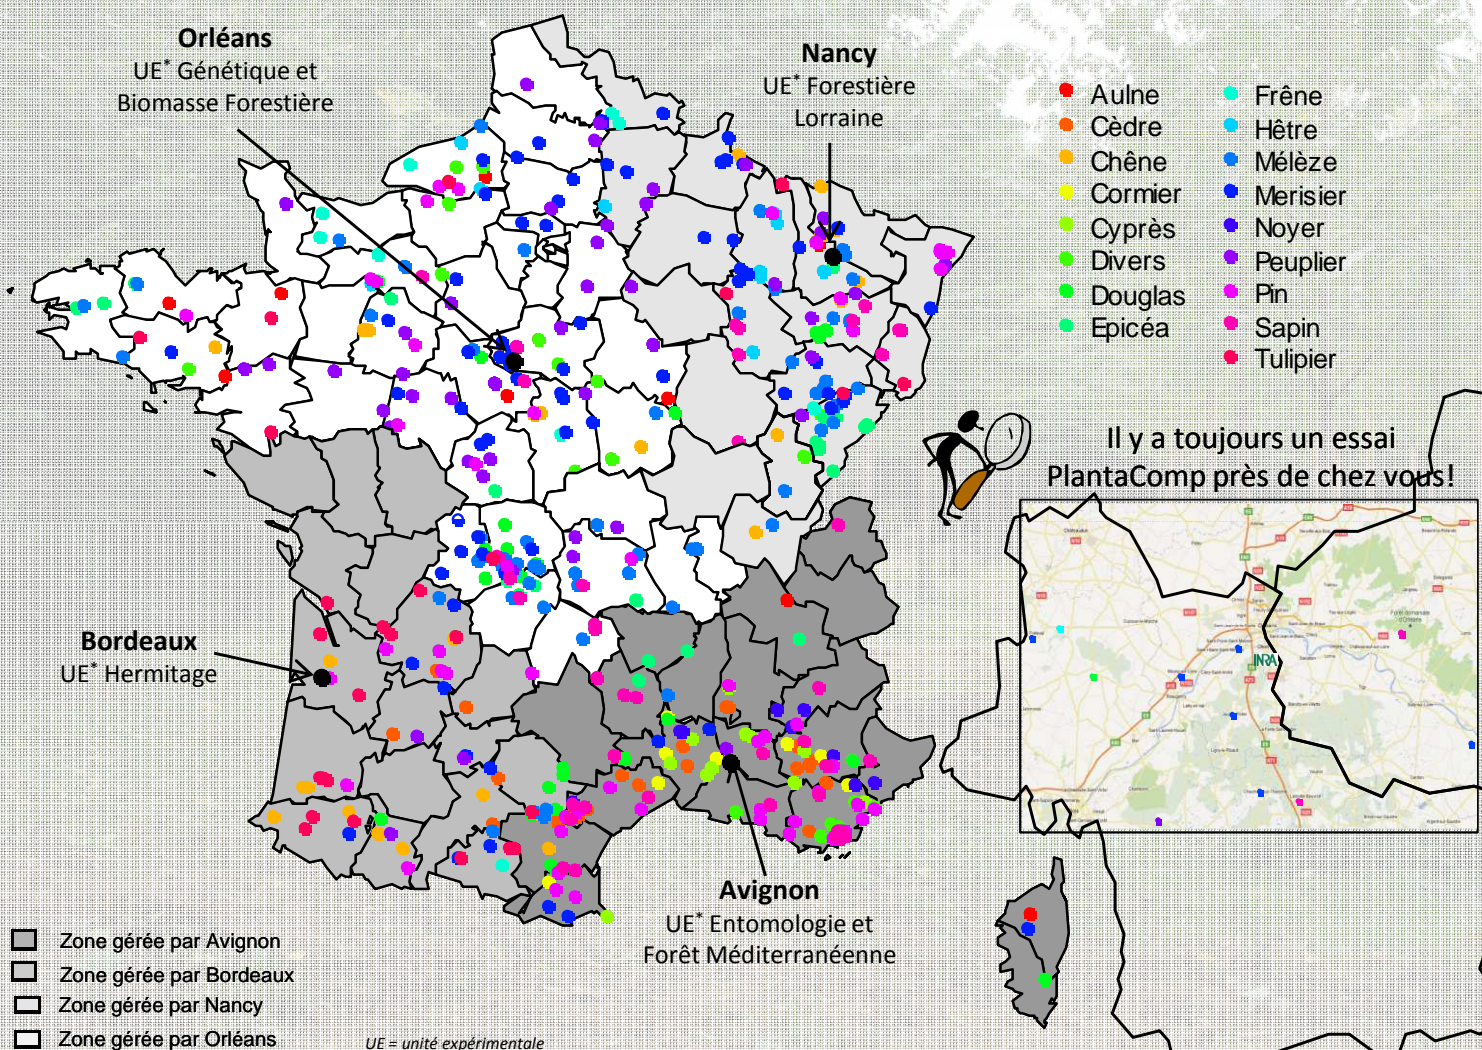 Orléans
UE* Génétique et
Biomasse Forestière
Nancy
UE* Forestière
Lorraine
Aulne
Cèdre
Chêne
Cormier
Cyprès
Divers
Douglas
Epicéa
Frêne
Hêtre
Mélèze
Merisier
Noyer
Peuplier
Pin
Sapin
Tulipier
Il y a toujours un essai
PlantaComp près de chez vous!
INRA
Bordeaux
UE* Hermitage
Avignon
UE* Entomologie et
Forêt Méditerranéenne
Zone gérée par Avignon
Zone gérée par Bordeaux
Zone gérée par Nancy
Zone gérée par Orléans
UE = unité expérimentale